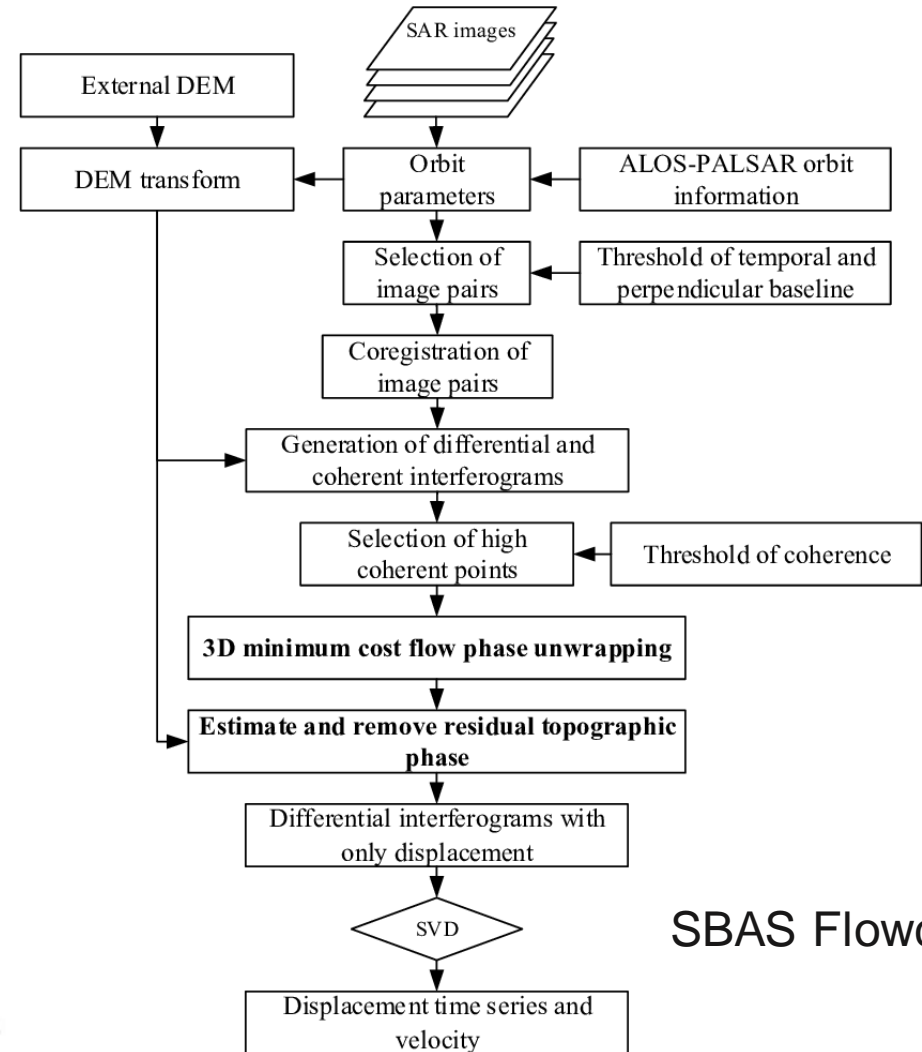 SAR images
External DEM
DEM transform
Orbit
parameters
ALOS-PALSAR orbit
information
Selection of
image pairs
Threshold of temporal and
perpendicular baseline
Coregistration of
image pairs
Generation of differential and
coherent interferograms
Selection of high
coherent points
Threshold of coherence
3D minimum cost flow phase unwrapping
Estimate and remove residual topographic
phase
Differential interferograms with
only displacement
SVD
SBAS
Displacement time series and
velocity